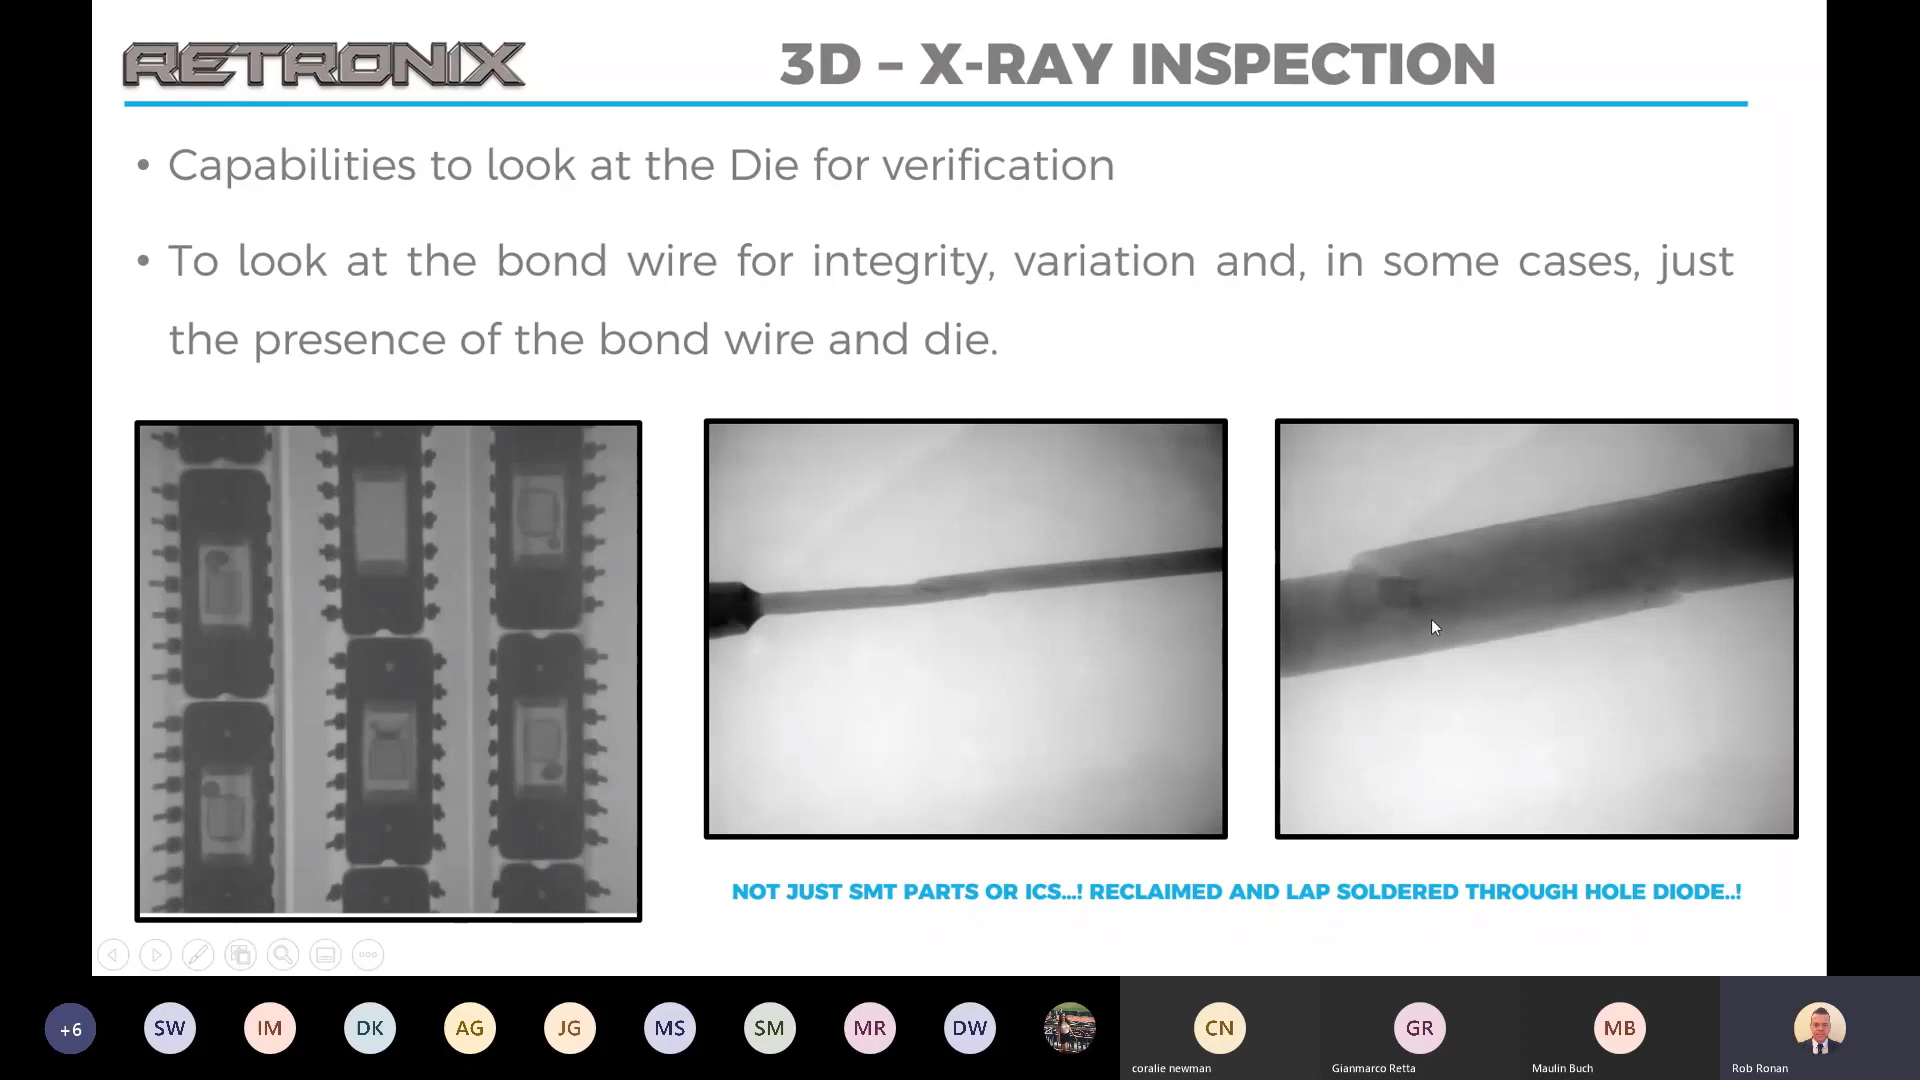 RETRONIX
3D – X-RAY INSPECTION
• Capabilities to look at the Die for verification
• To look at the bond wire for integrity, variation and, in some cases, just
the presence of the bond wire and die.
NOT JUST SMT PARTS OR ICS...! RECLAIMED AND LAP SOLDERED THROUGH HOLE DIODE..!
+6
SW
IM
DK
AG
JG
MS
SM
MR
DW
CN
GR
MB
coralie newman
Gianmarco Retta
Maulin Buch
Rob Ronan